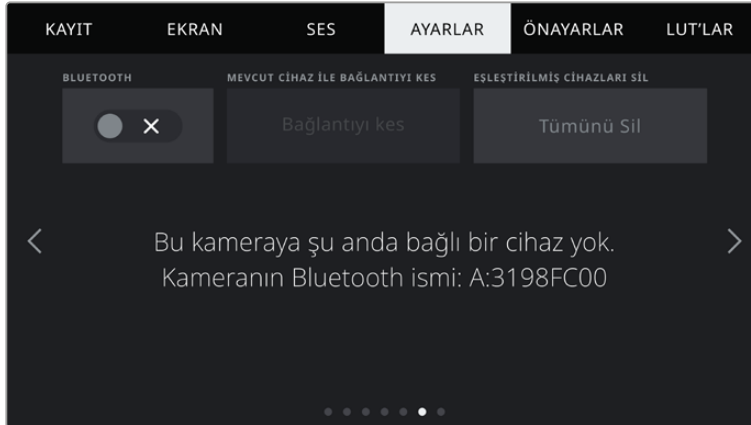 KAYIT EKRAN SES AYARLAR ÖNAYARLAR LUT'LAR
BLUETOOTH MEVCUT CİHAZ İLE BAĞLANTIYI KES EŞLEŞTİRİLMİŞ CİHAZLARI SİL
Bağlantıyı kes Tümünü Sil
Bu kameraya şu anda bağlı bir cihaz yok.
Kameranın Bluetooth ismi: A:3198FC00